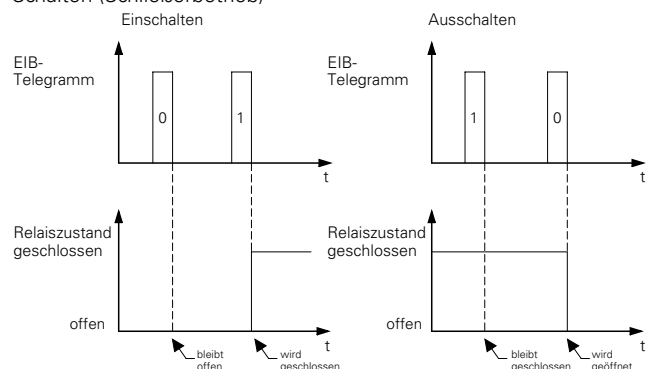 Schalten (Schließerbetrieb)
Einschalten
EIB-
Telegramm
0
1
t
Relaiszustand
geschlossen
offen
t
bleibt
offen
wird
geschlossen
Ausschalten
EIB-
Telegramm
1
0
t
Relaiszustand
geschlossen
offen
t
bleibt
geschlossen
wird
geöffnet